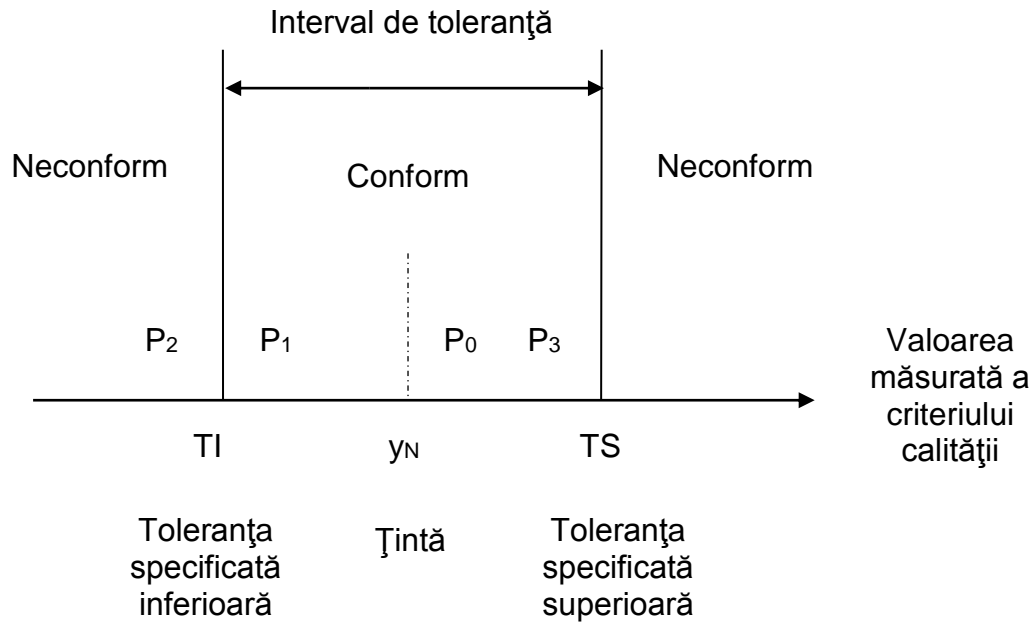 Interval de toleranţă
Neconform
Conform
Neconform
P2
P1
P0
P3
Valoarea
măsurată a
criteriului
calităţii
TI
yN
TS
Toleranţa
specificată
inferioară
Ţintă
Toleranţa
specificată
superioară